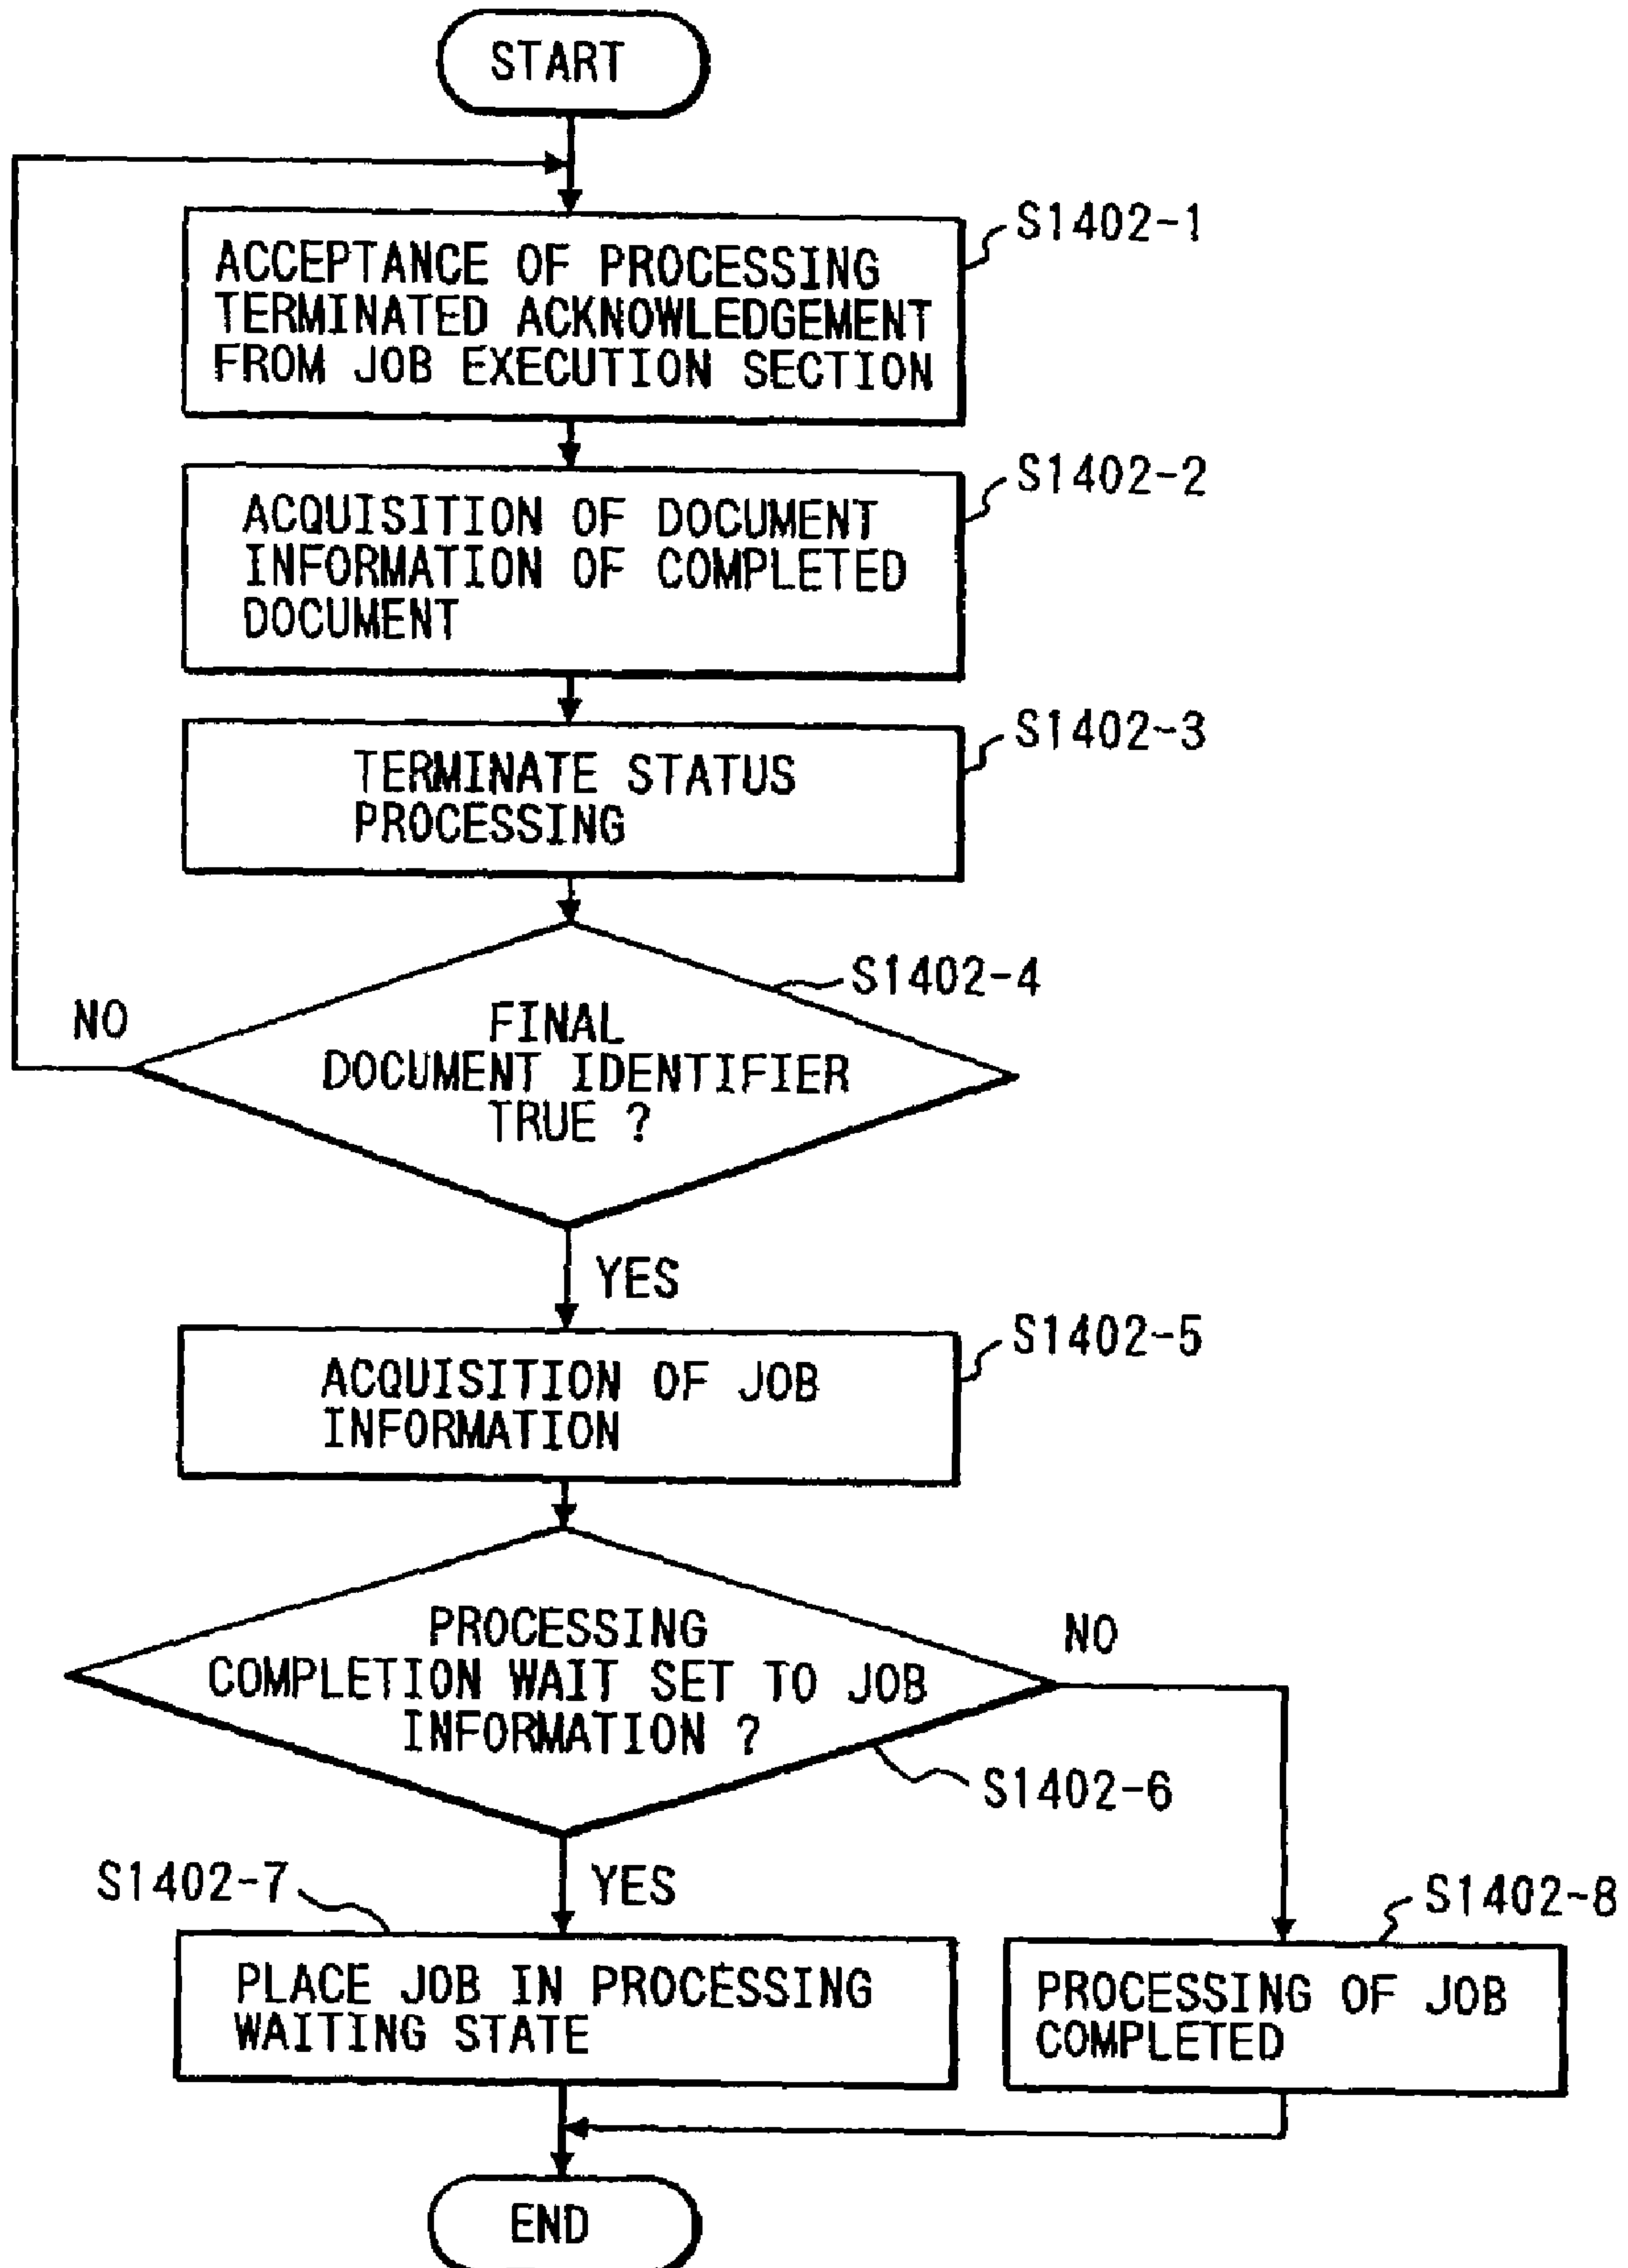 START
S1402-1
ACCEPTANCE OF PROCESSING
TERMINATED ACKNOWLEDGEMENT
FROM JOB EXECUTION SECTION
S1402-2
ACQUISITION OF DOCUMENT
INFORMATION OF COMPLETED
DOCUMENT
S1402-3
TERMINATE STATUS
PROCESSING
S1402-4
NO
FINAL
DOCUMENT IDENTIFIER
TRUE ?
YES
S1402-5
ACQUISITION OF JOB
INFORMATION
PROCESSING
COMPLETION WAIT SET TO JOB
INFORMATION ?
NO
S1402-6
YES
S1402-7
PLACE JOB IN PROCESSING
WAITING STATE
S1402-8
PROCESSING OF JOB
COMPLETED
END